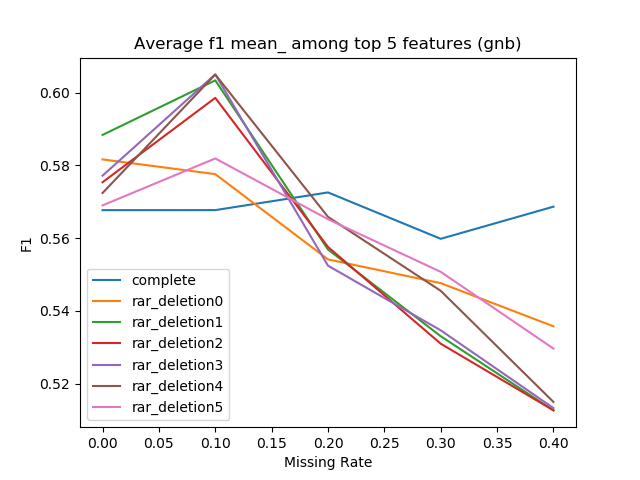 Average f1 mean_ among top 5 features (gnb)
F1
0.60
0.58
0.56
0.54
0.52
complete
rar_deletion0
rar_deletion1
rar_deletion2
rar_deletion3
rar_deletion4
rar_deletion5
0.00 0.05 0.10 0.15 0.20 0.25 0.30 0.35 0.40
Missing Rate